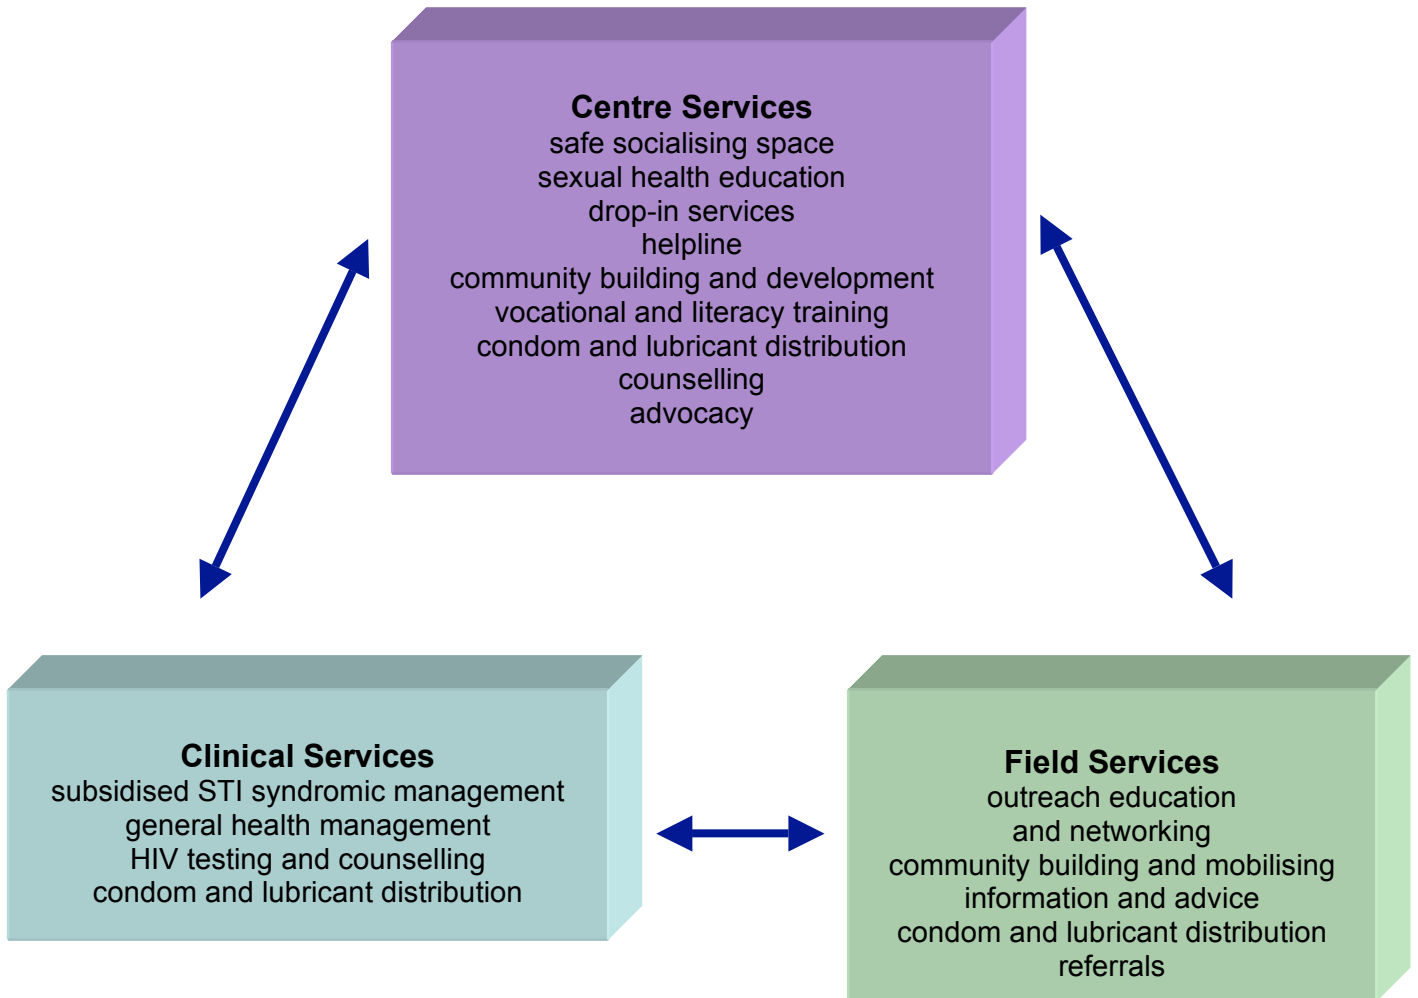 Centre Services
safe socialising space
sexual health education
drop-in services
helpline
community building and development
vocational and literacy training
condom and lubricant distribution
counselling
advocacy
Clinical Services
subsidised STI syndromic management
general health management
HIV testing and counselling
condom and lubricant distribution
Field Services
outreach education
and networking
community building and mobilising
information and advice
condom and lubricant distribution
referrals